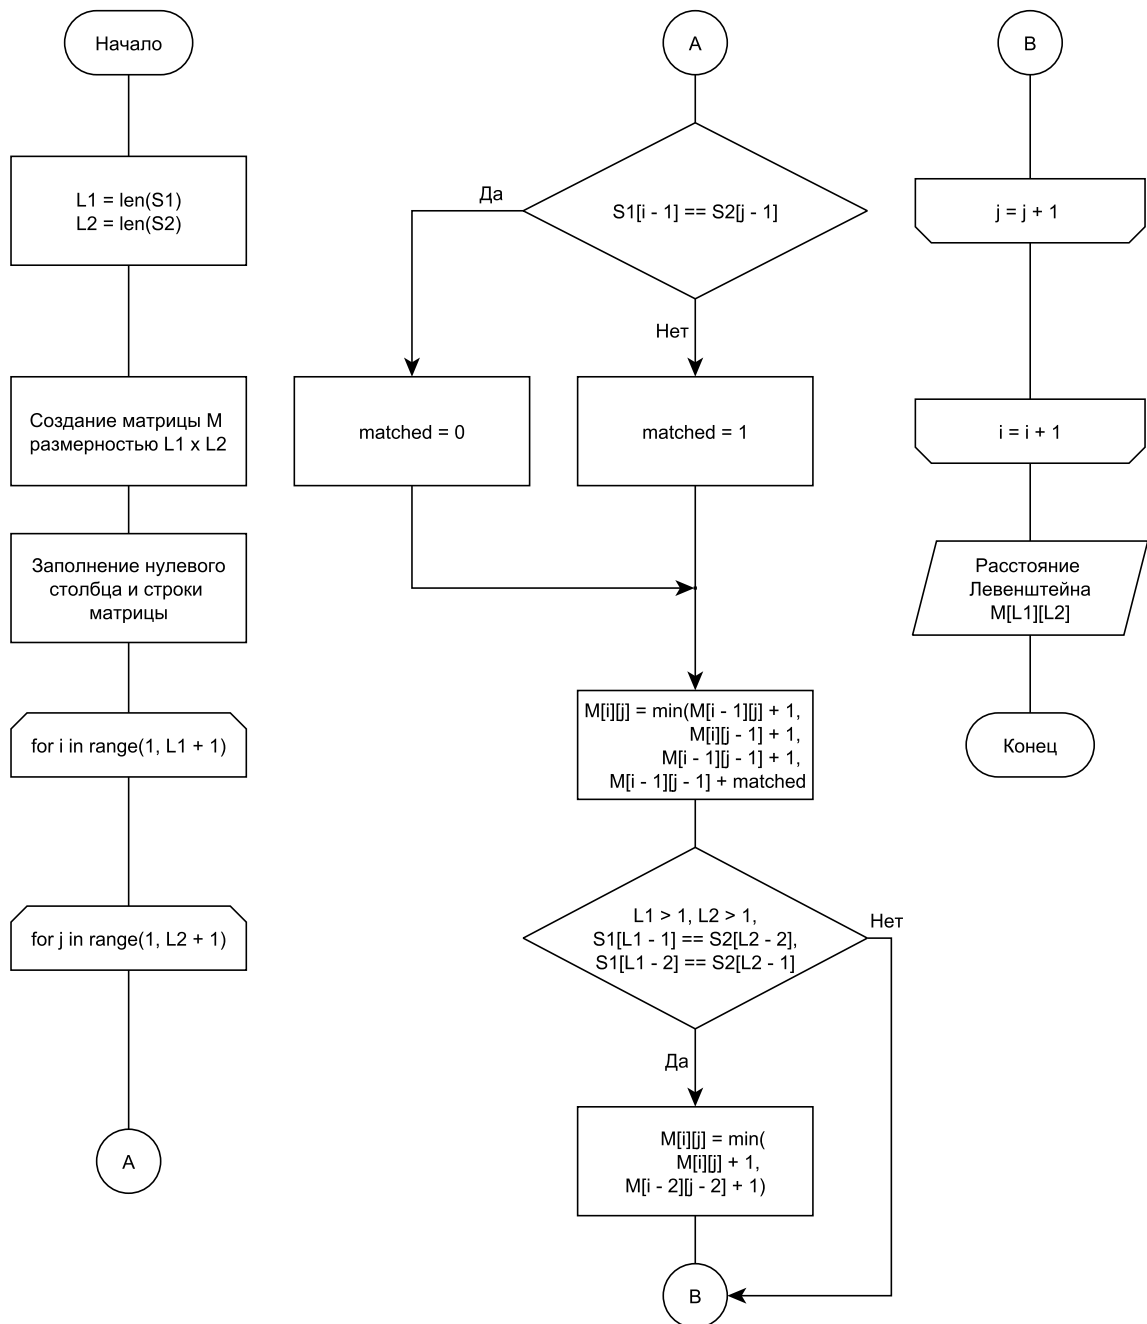 Начало
L1 = len(S1)
L2 = len(S2)
Создание матрицы M
размерностью L1 x L2
Заполнение нулевого
столбца и строки
матрицы
for i in range(1, L1 + 1)
for j in range(1, L2 + 1)
A
A
S1[i - 1] == S2[j - 1]
Да
Нет
matched = 0
matched = 1
M[i][j] = min(M[i - 1][j] + 1,
M[i][j - 1] + 1,
M[i - 1][j - 1] + 1,
M[i - 1][j - 1] + matched
L1 > 1, L2 > 1,
S1[L1 - 1] == S2[L2 - 2],
S1[L1 - 2] == S2[L2 - 1]
Нет
Да
M[i][j] = min(
M[i][j] + 1,
M[i - 2][j - 2] + 1)
B
B
j = j + 1
i = i + 1
Расстояние
Левенштейна
M[L1][L2]
Конец